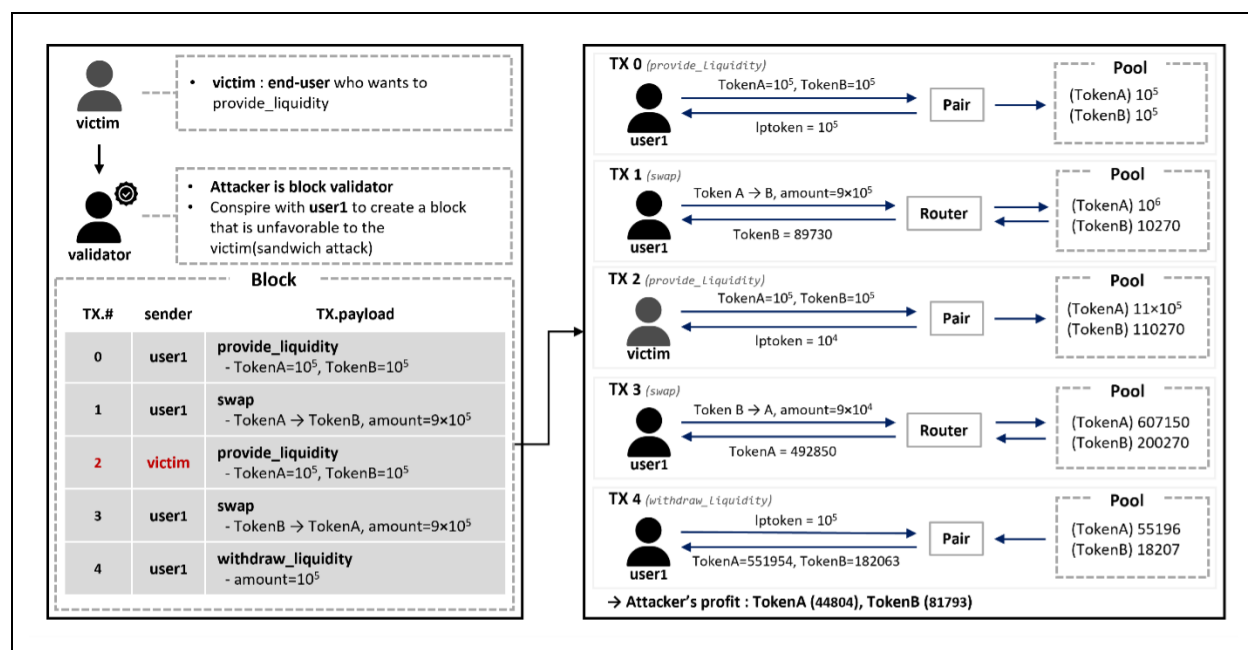 • victim : end-user who wants to
provide_liquidity
victim
• Attacker is block validator
• Conspire with user1 to create a block
that is unfavorable to the
victim(sandwich attack)
validator
Block
TX.# sender TX.payload
0 user1 provide_liquidity
- TokenA=10⁵, TokenB=10⁵
1 user1 swap
- TokenA → TokenB, amount=9×10⁵
2 victim provide_liquidity
- TokenA=10⁵, TokenB=10⁵
3 user1 swap
- TokenB → TokenA, amount=9×10⁵
4 user1 withdraw_liquidity
- amount=10⁵
TX 0 (provide_liquidity)
TokenA=10⁵, TokenB=10⁵
lptoken = 10⁵
user1
Pair
Pool
(TokenA) 10⁵
(TokenB) 10⁵
TX 1 (swap)
Token A → B, amount=9×10⁵
TokenB = 89730
user1
Router
Pool
(TokenA) 10⁶
(TokenB) 10270
TX 2 (provide_liquidity)
TokenA=10⁵, TokenB=10⁵
lptoken = 10⁴
victim
Pair
Pool
(TokenA) 11×10⁵
(TokenB) 110270
TX 3 (swap)
Token B → A, amount=9×10⁴
TokenA = 492850
user1
Router
Pool
(TokenA) 607150
(TokenB) 200270
TX 4 (withdraw_liquidity)
lptoken = 10⁵
TokenA=551954, TokenB=182063
user1
Pair
Pool
(TokenA) 55196
(TokenB) 18207
→ Attacker's profit : TokenA (44804), TokenB (81793)